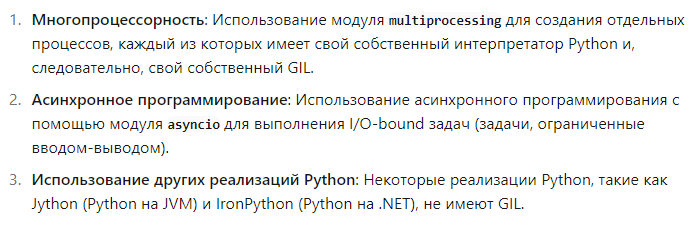 1. Многопроцессорность: Использование модуля multiprocessing для создания отдельных
процессов, каждый из которых имеет свой собственный интерпретатор Python и,
следовательно, свой собственный GIL.
2. Асинхронное программирование: Использование асинхронного программирования с
помощью модуля asyncio для выполнения I/O-bound задач (задачи, ограниченные
вводом-выводом).
3. Использование других реализаций Python: Некоторые реализации Python, такие как
Jython (Python на JVM) и IronPython (Python на .NET), не имеют GIL.